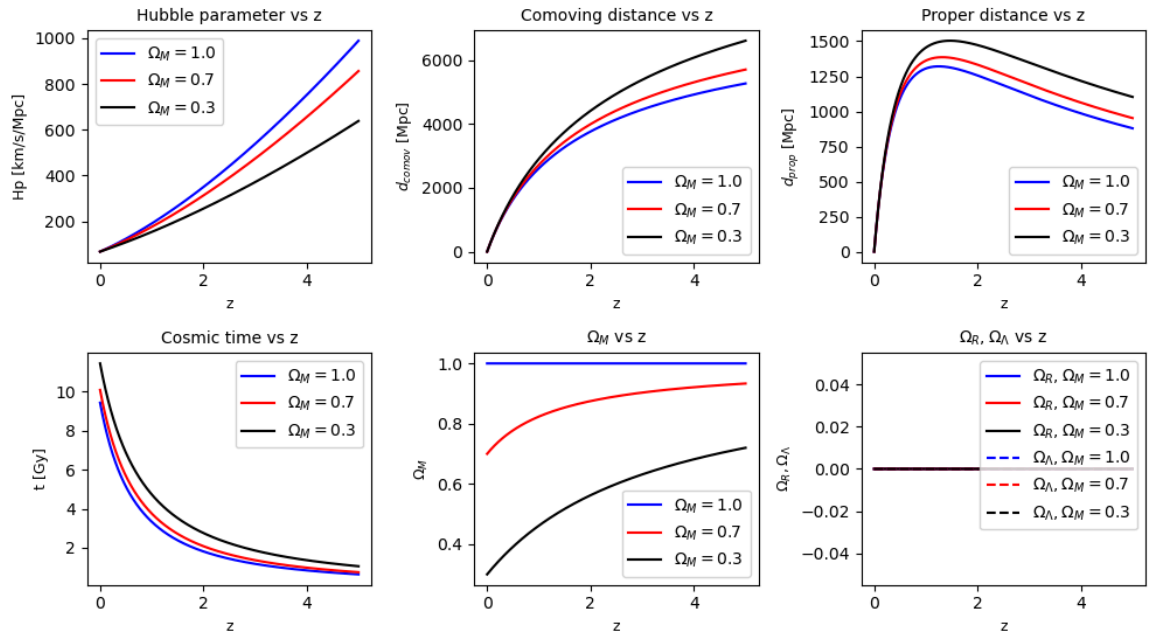 Hubble parameter vs z
Hp [km/s/Mpc]
1000
800
600
400
200
Ω_M = 1.0
Ω_M = 0.7
Ω_M = 0.3
0 2 4
z
Comoving distance vs z
d_comov [Mpc]
6000
4000
2000
0
Ω_M = 1.0
Ω_M = 0.7
Ω_M = 0.3
0 2 4
z
Proper distance vs z
d_prop [Mpc]
1500
1250
1000
750
500
250
0
Ω_M = 1.0
Ω_M = 0.7
Ω_M = 0.3
0 2 4
z
Cosmic time vs z
t [Gy]
10
8
6
4
2
Ω_M = 1.0
Ω_M = 0.7
Ω_M = 0.3
0 2 4
z
Ω_M vs z
Ω_M
1.0
0.8
0.6
0.4
Ω_M = 1.0
Ω_M = 0.7
Ω_M = 0.3
0 2 4
z
Ω_R, Ω_Λ vs z
Ω_R, Ω_Λ
0.04
0.02
0.00
−0.02
−0.04
Ω_R, Ω_M = 1.0
Ω_R, Ω_M = 0.7
Ω_R, Ω_M = 0.3
Ω_Λ, Ω_M = 1.0
Ω_Λ, Ω_M = 0.7
Ω_Λ, Ω_M = 0.3
0 2 4
z